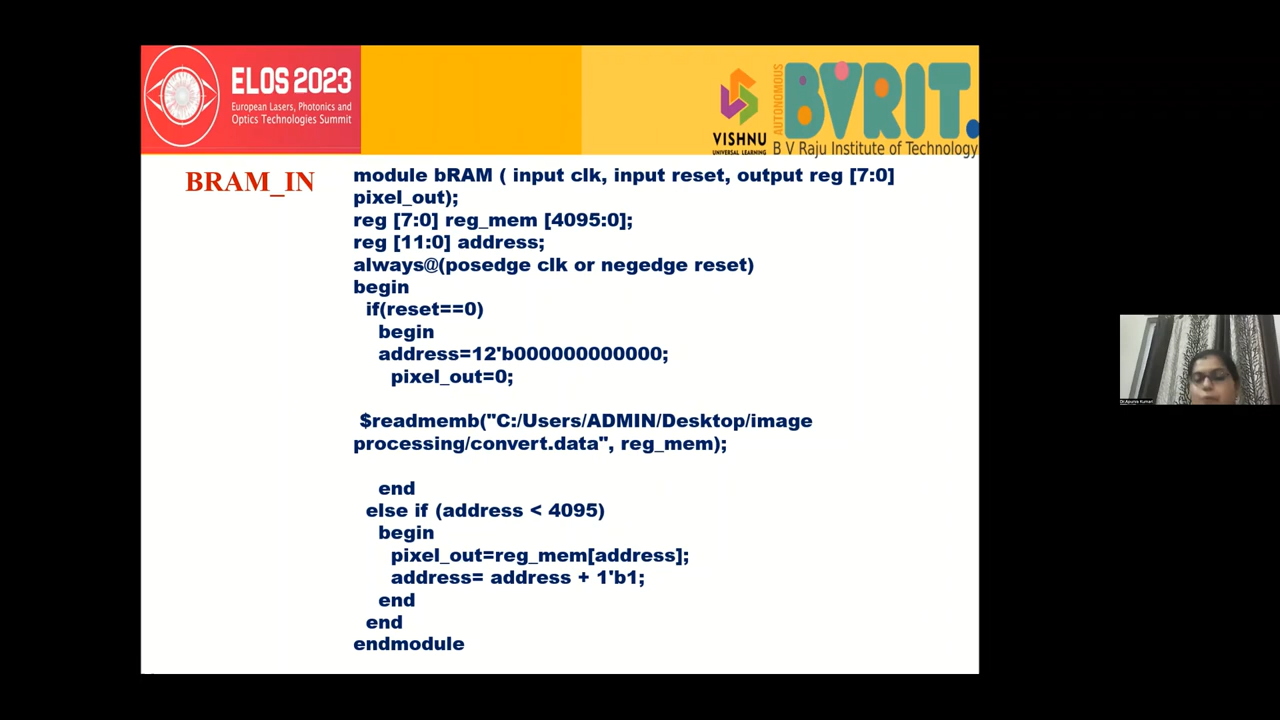 ELOS 2023
European Lasers, Photonics and
Optics Technologies Summit
VISHNU
UNIVERSAL LEARNING
AUTONOMOUS
BVRIT.
B V Raju Institute of Technology
BRAM_IN
module bRAM ( input clk, input reset, output reg [7:0]
pixel_out);
reg [7:0] reg_mem [4095:0];
reg [11:0] address;
always@(posedge clk or negedge reset)
begin
if(reset==0)
begin
address=12'b000000000000;
pixel_out=0;
$readmemb("C:/Users/ADMIN/Desktop/image
processing/convert.data", reg_mem);
end
else if (address < 4095)
begin
pixel_out=reg_mem[address];
address= address + 1'b1;
end
end
endmodule
Dr.Apurva Kumari